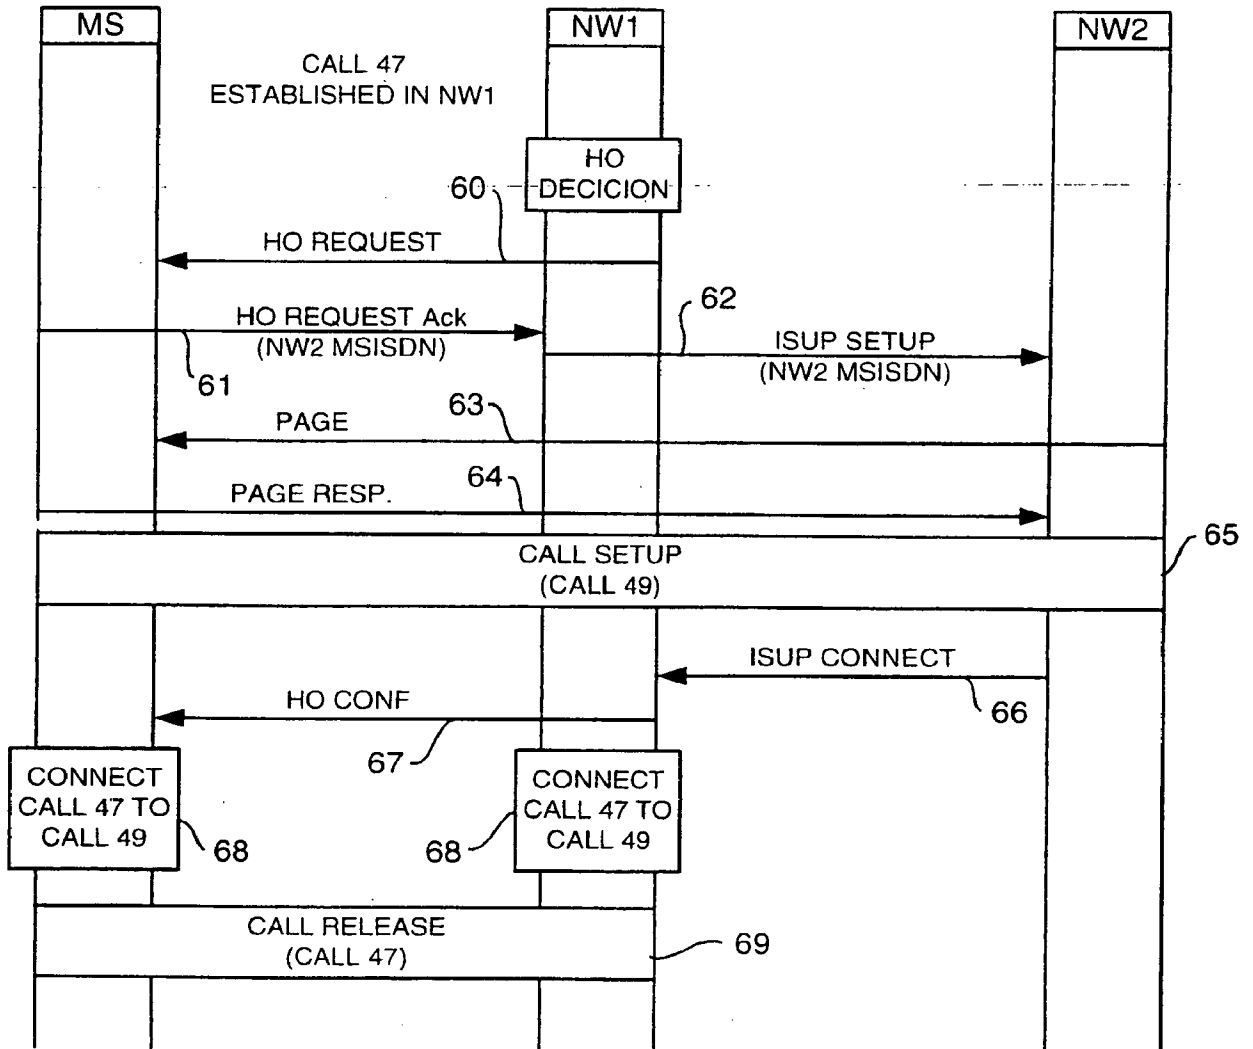 MS
NW1
NW2
CALL 47
ESTABLISHED IN NW1
HO
DECICION
60
HO REQUEST
62
HO REQUEST Ack
(NW2 MSISDN)
ISUP SETUP
(NW2 MSISDN)
61
63
PAGE
64
PAGE RESP.
65
CALL SETUP
(CALL 49)
ISUP CONNECT
66
HO CONF
67
CONNECT
CALL 47 TO
CALL 49
68
CONNECT
CALL 47 TO
CALL 49
68
CALL RELEASE
(CALL 47)
69